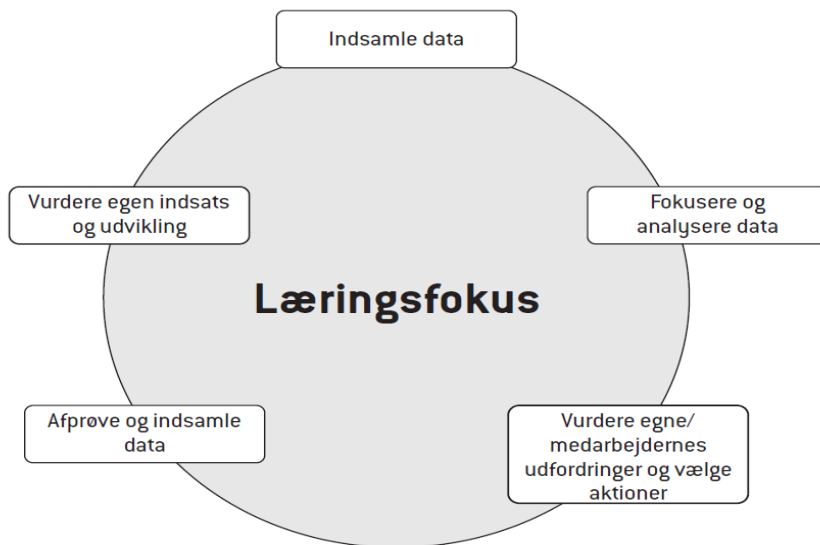 Indsamle data
Fokusere og
analysere data
Vurdere egne/
medarbejdernes
udfordringer og vælge
aktioner
Afprøve og indsamle
data
Vurdere egen indsats
og udvikling
Læringsfokus